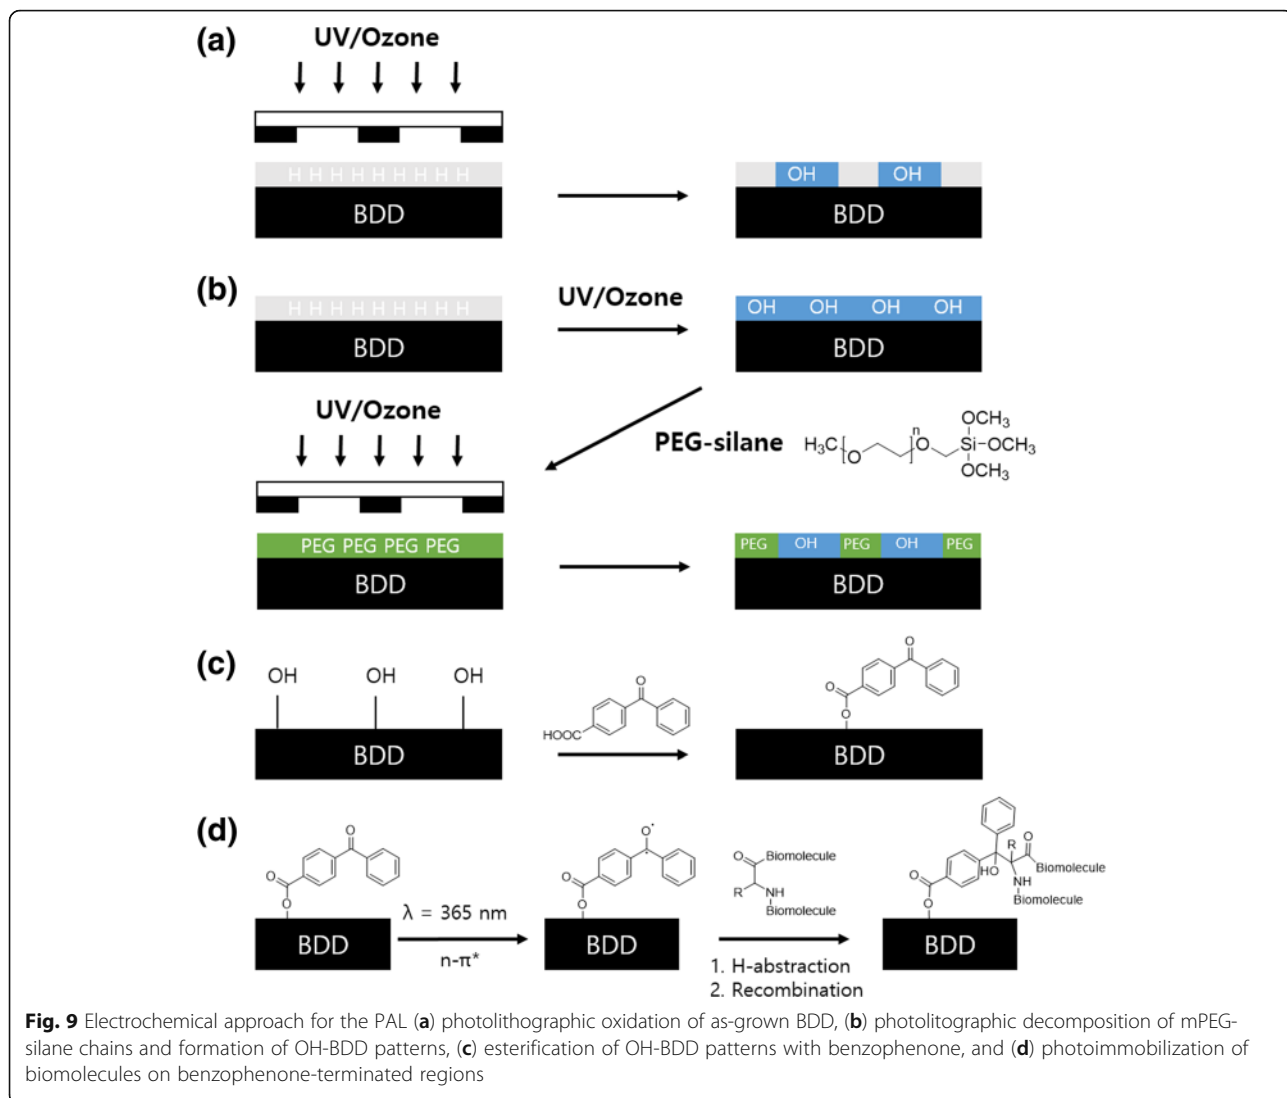 (a)
UV/Ozone
H H H H H H H H H
BDD
OH OH
BDD
(b)
H H H H H H H H H
BDD
UV/Ozone
OH OH OH OH
BDD
UV/Ozone
PEG-silane
H3C
O
n
O
Si
OCH3
OCH3
OCH3
PEG PEG PEG PEG
BDD
PEG OH PEG OH PEG
BDD
(c)
OH OH OH
BDD
O
HOOC
O
O
O
BDD
(d)
O
O
O
BDD
λ = 365 nm
n-π*
O·
·
O
O
BDD
O
Biomolecule
R
NH
Biomolecule
1. H-abstraction
2. Recombination
R
O
HO
Biomolecule
NH
Biomolecule
O
O
BDD
Fig. 9 Electrochemical approach for the PAL (a) photolithographic oxidation of as-grown BDD, (b) photolitographic decomposition of mPEG-
silane chains and formation of OH-BDD patterns, (c) esterification of OH-BDD patterns with benzophenone, and (d) photoimmobilization of
biomolecules on benzophenone-terminated regions